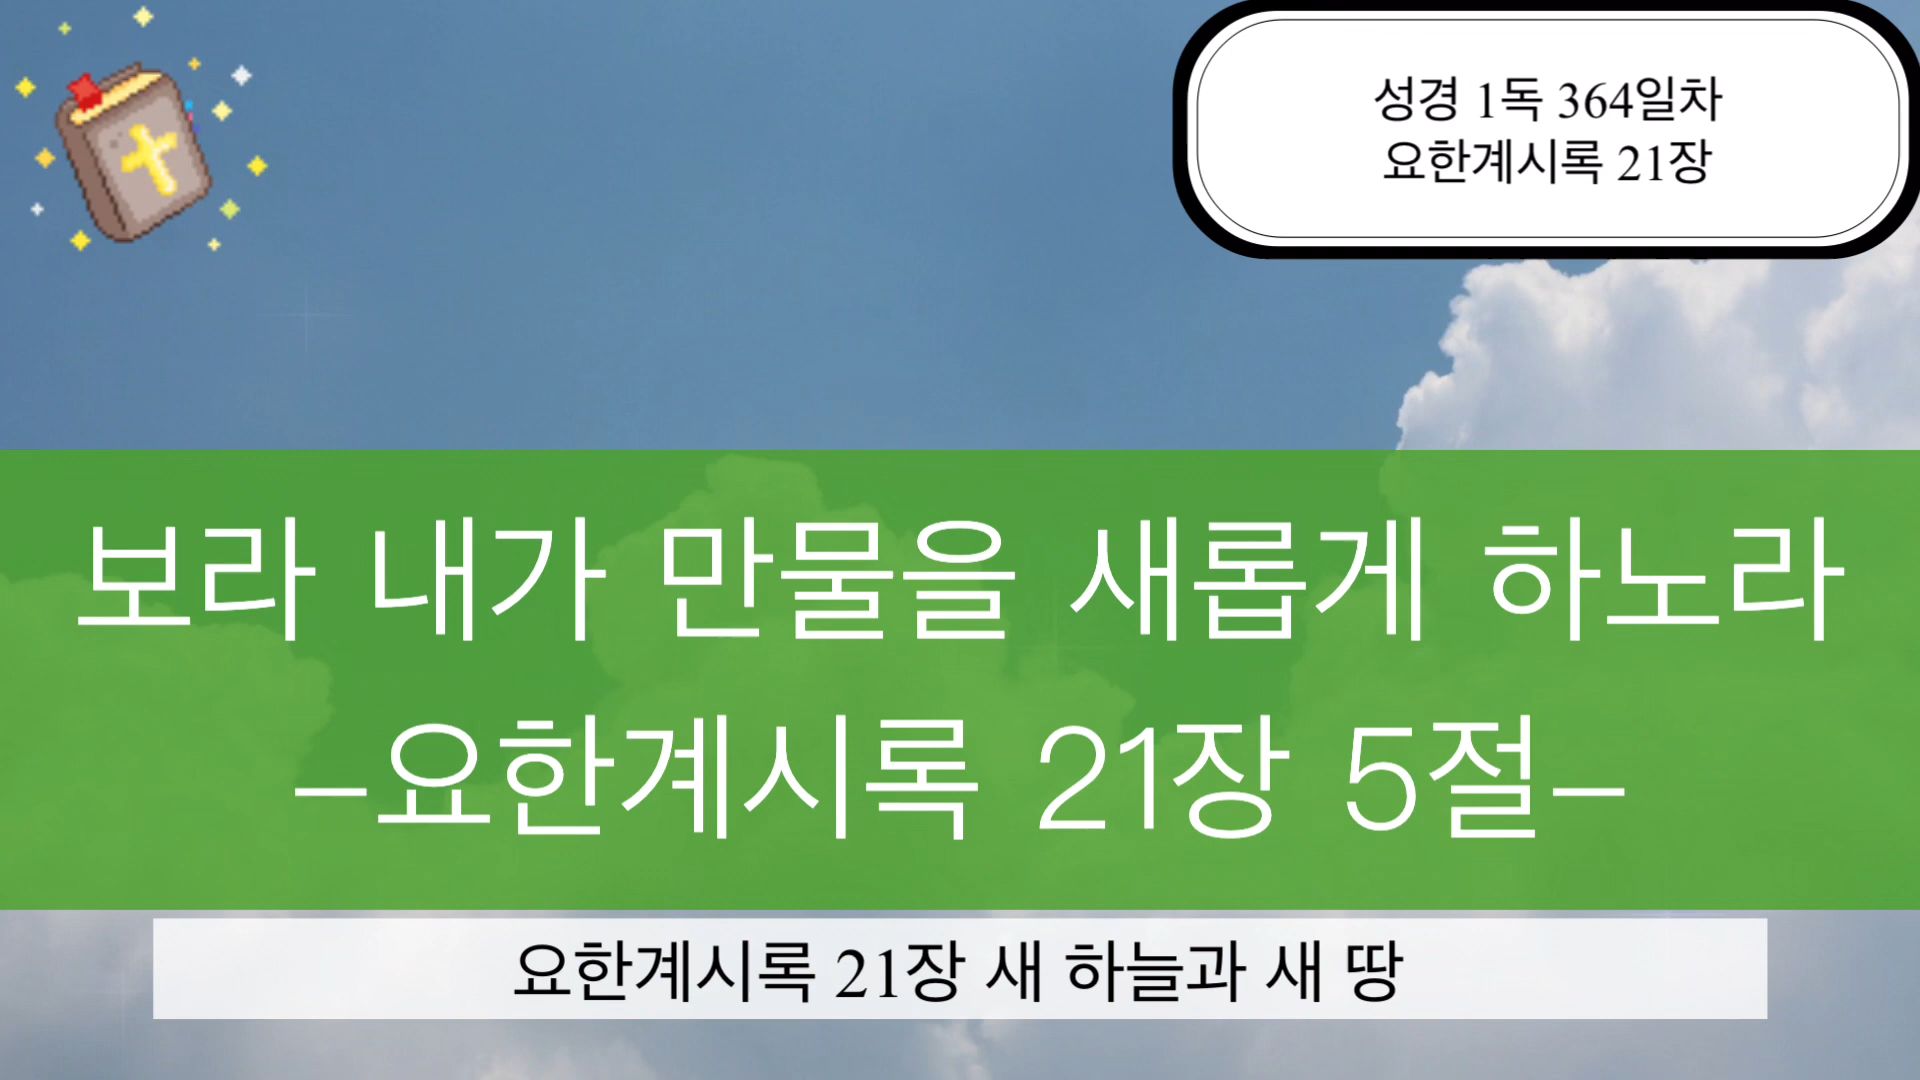 성경 1독 364일차
요한계시록 21장
보라 내가 만물을 새롭게 하노라
-요한계시록 21장 5절-
요한계시록 21장 새 하늘과 새 땅